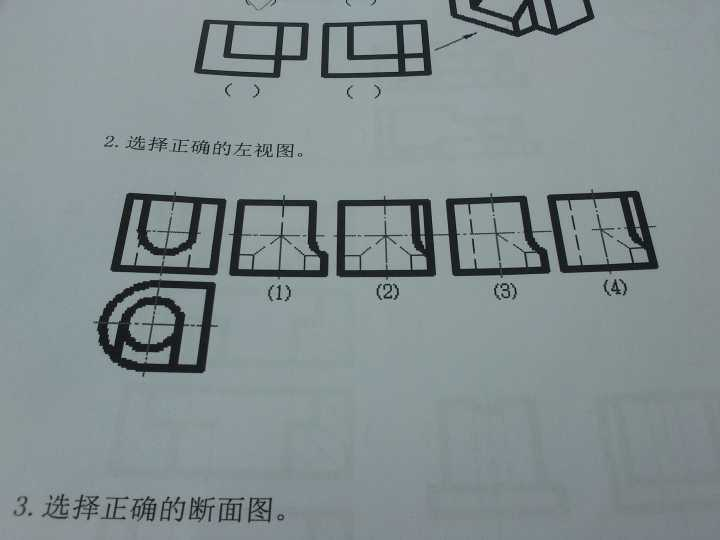 ( ) ( )
( ) ( )
2. 选择正确的左视图。
(1) (2) (3) (4)
3. 选择正确的断面图。